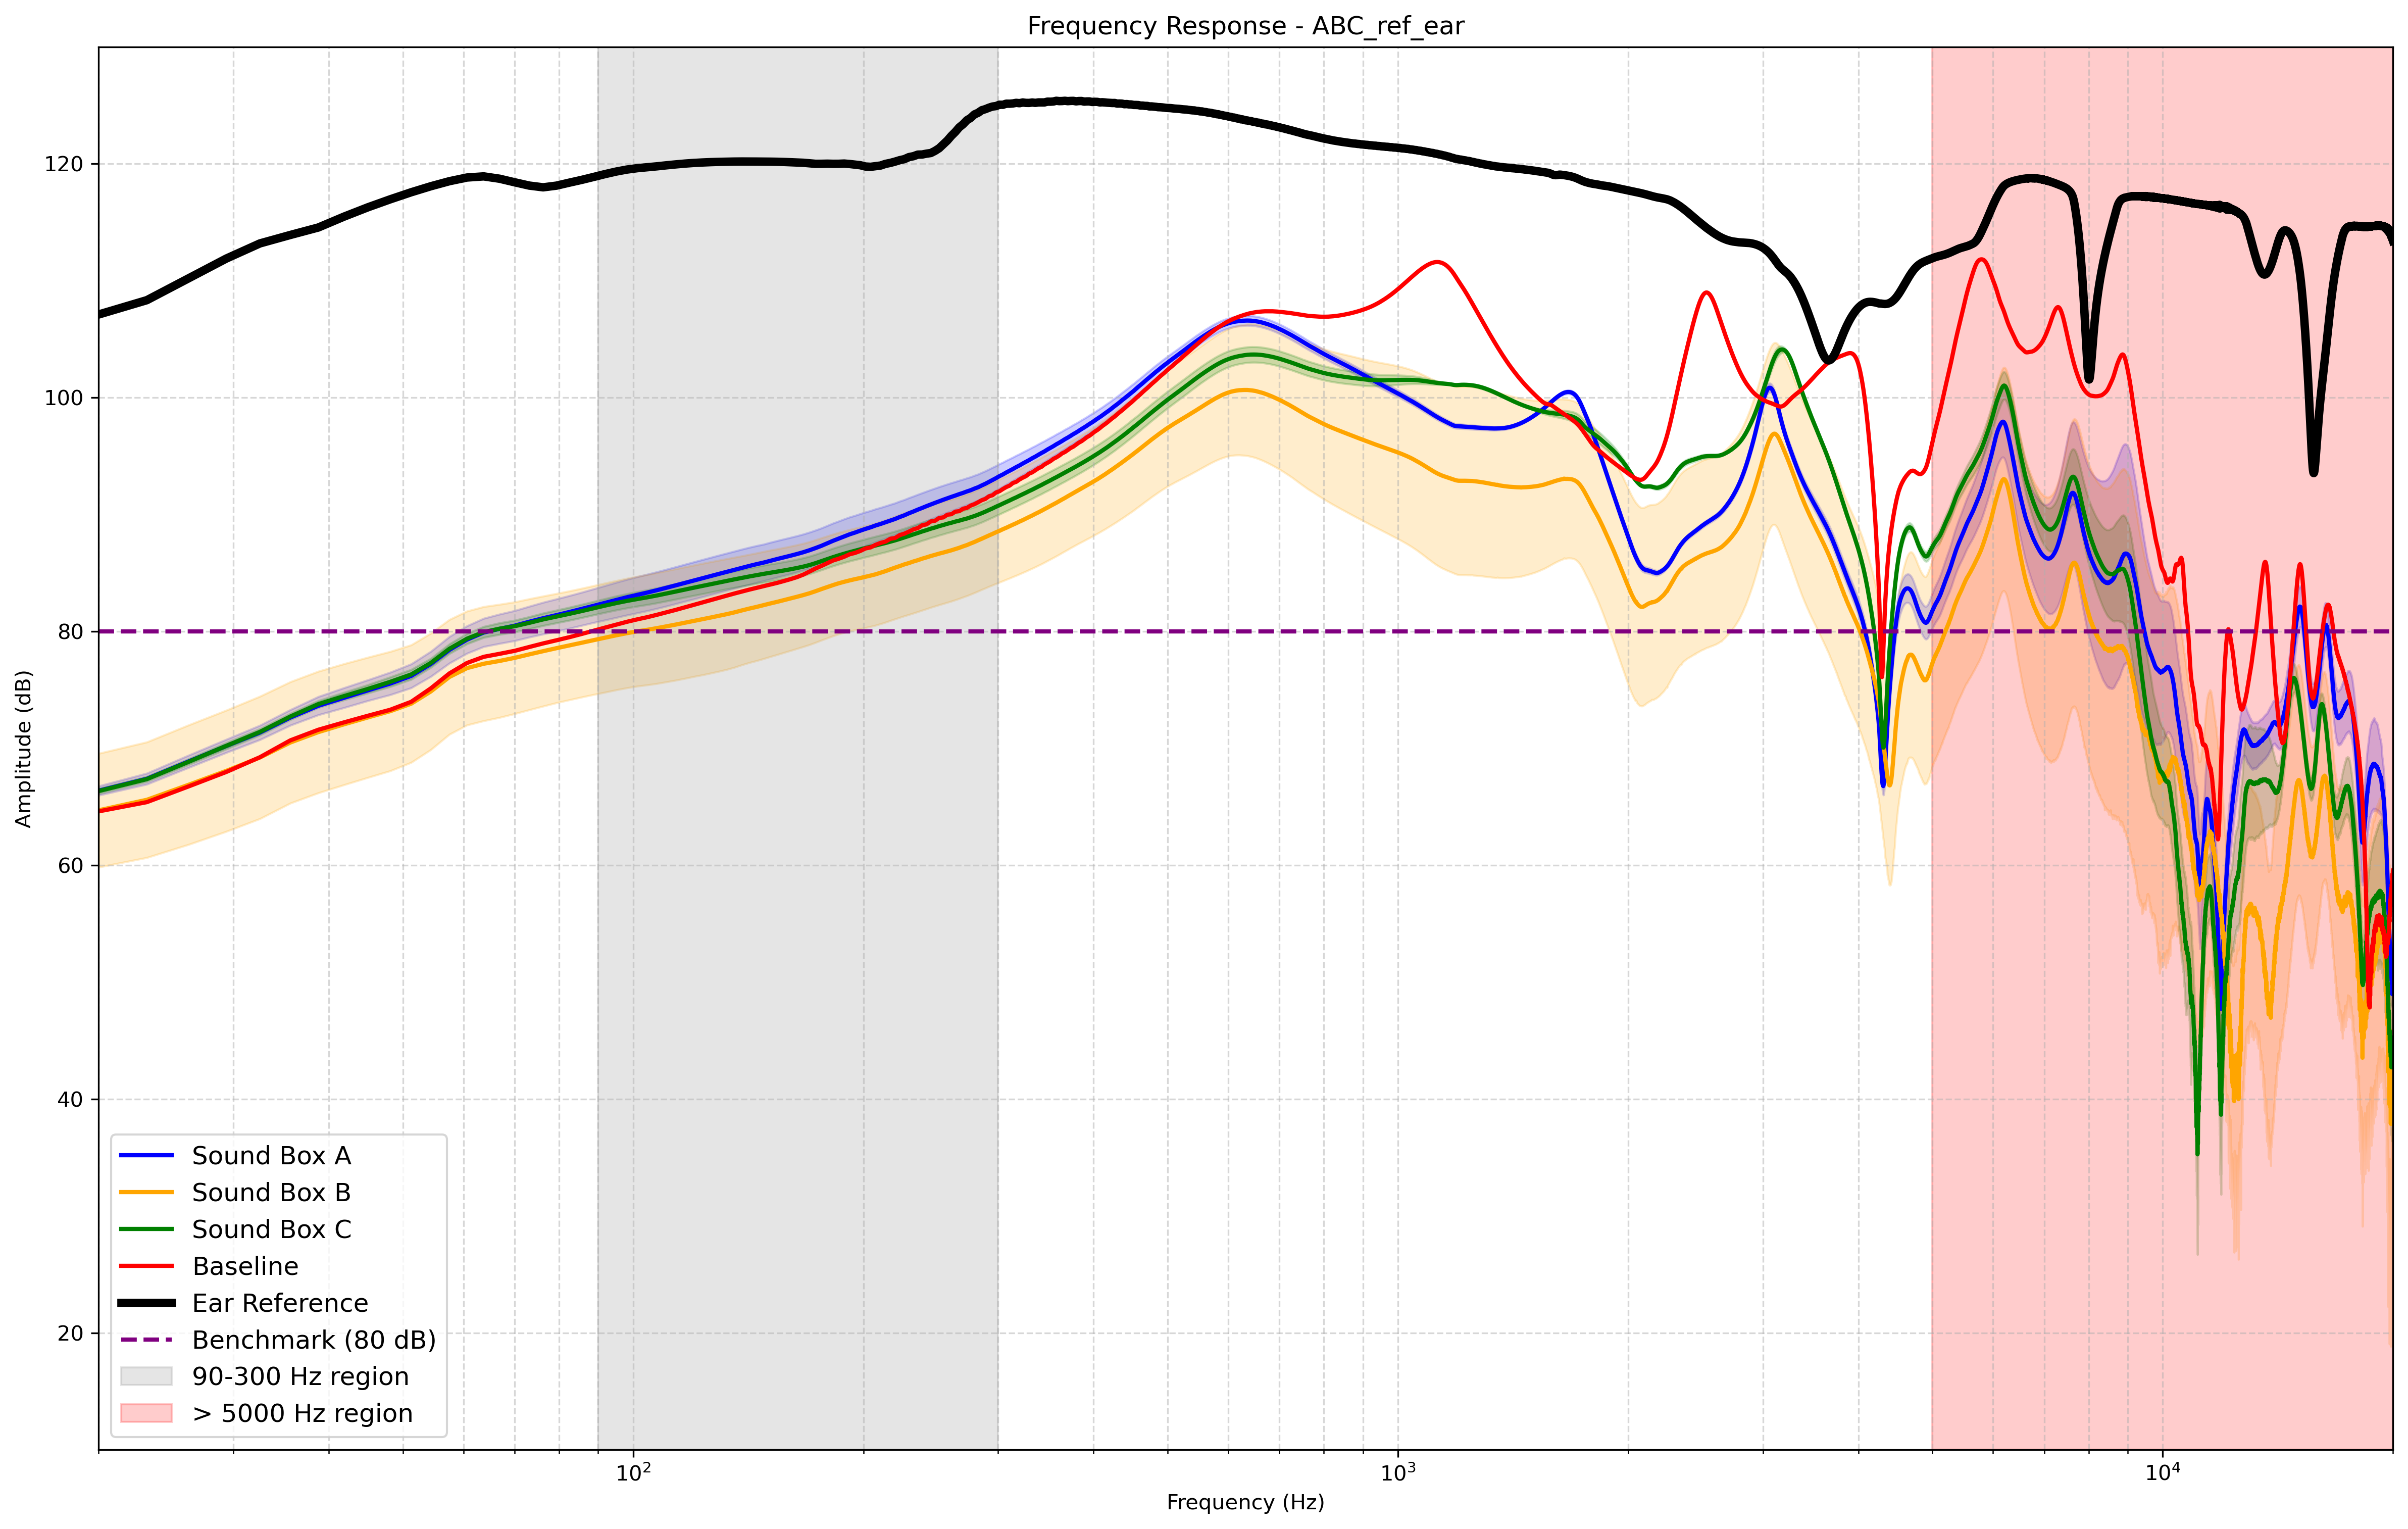 Frequency Response - ABC_ref_ear
Amplitude (dB)
120
100
80
60
40
20
Sound Box A
Sound Box B
Sound Box C
Baseline
Ear Reference
Benchmark (80 dB)
90-300 Hz region
> 5000 Hz region
10²
10³
10⁴
Frequency (Hz)